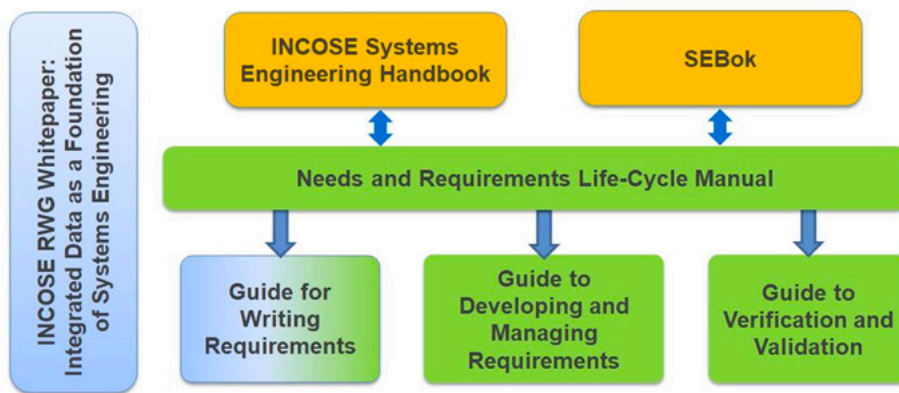 INCOSE RWG Whitepaper:
Integrated Data as a Foundation
of Systems Engineering
INCOSE Systems
Engineering Handbook
SEBok
Needs and Requirements Life-Cycle Manual
Guide for
Writing
Requirements
Guide to
Developing and
Managing
Requirements
Guide to
Verification and
Validation